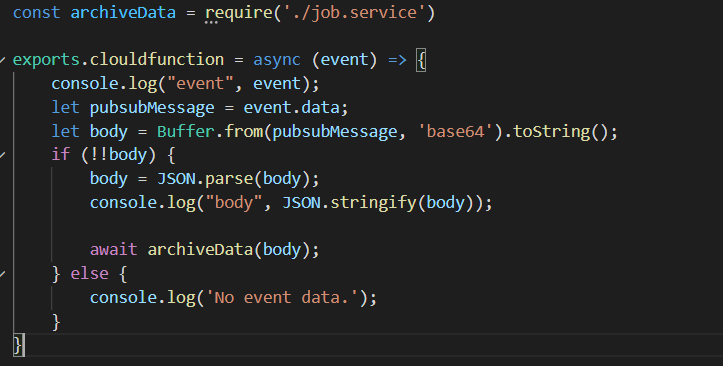 const archiveData = require('./job.service')
exports.clouldfunction = async (event) => {
console.log("event", event);
let pubsubMessage = event.data;
let body = Buffer.from(pubsubMessage, 'base64').toString();
if (!!body) {
body = JSON.parse(body);
console.log("body", JSON.stringify(body));
await archiveData(body);
} else {
console.log('No event data.');
}
}